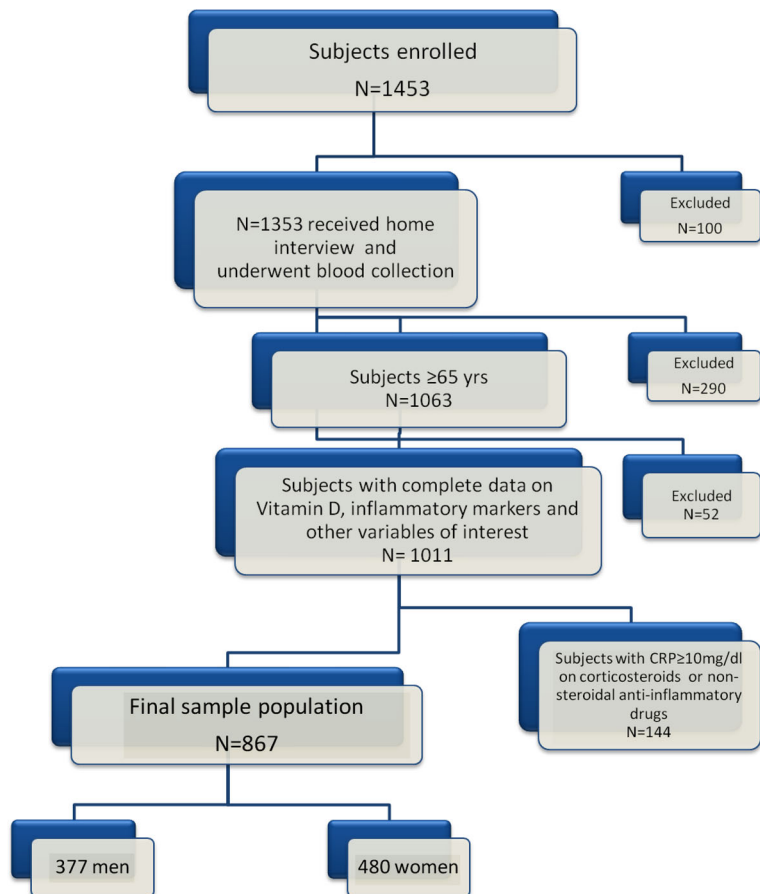 Subjects enrolled
N=1453
N=1353 received home
interview and
underwent blood collection
Excluded
N=100
Subjects ≥65 yrs
N=1063
Excluded
N=290
Subjects with complete data on
Vitamin D, inflammatory markers and
other variables of interest
N= 1011
Excluded
N=52
Subjects with CRP≥10mg/dl
on corticosteroids or non-
steroidal anti-inflammatory
drugs
N=144
Final sample population
N=867
377 men
480 women